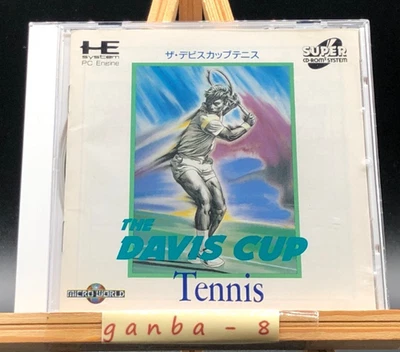 HE
SYSTEM
PC Engine
ザ・デビスカップテニス
SUPER
CD-ROM² SYSTEM
THE
DAVIS CUP
Tennis
MICRO WORLD
ganba - 8